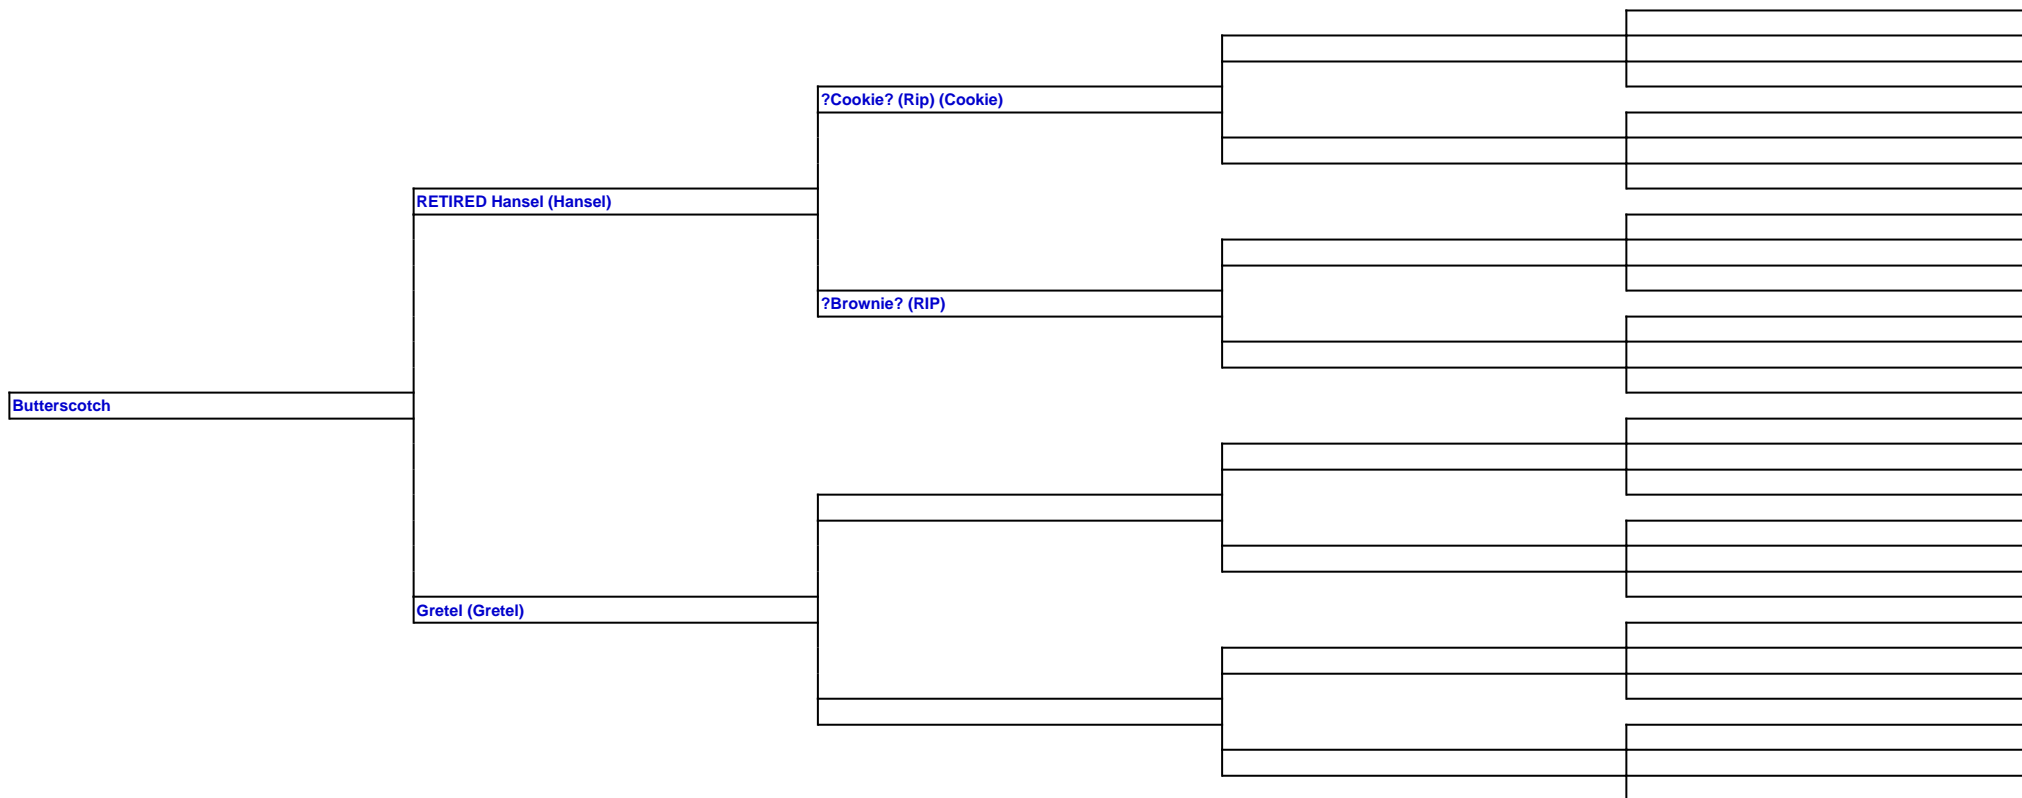 ?Cookie? (Rip) (Cookie)
RETIRED Hansel (Hansel)
?Brownie? (RIP)
Butterscotch
Gretel (Gretel)